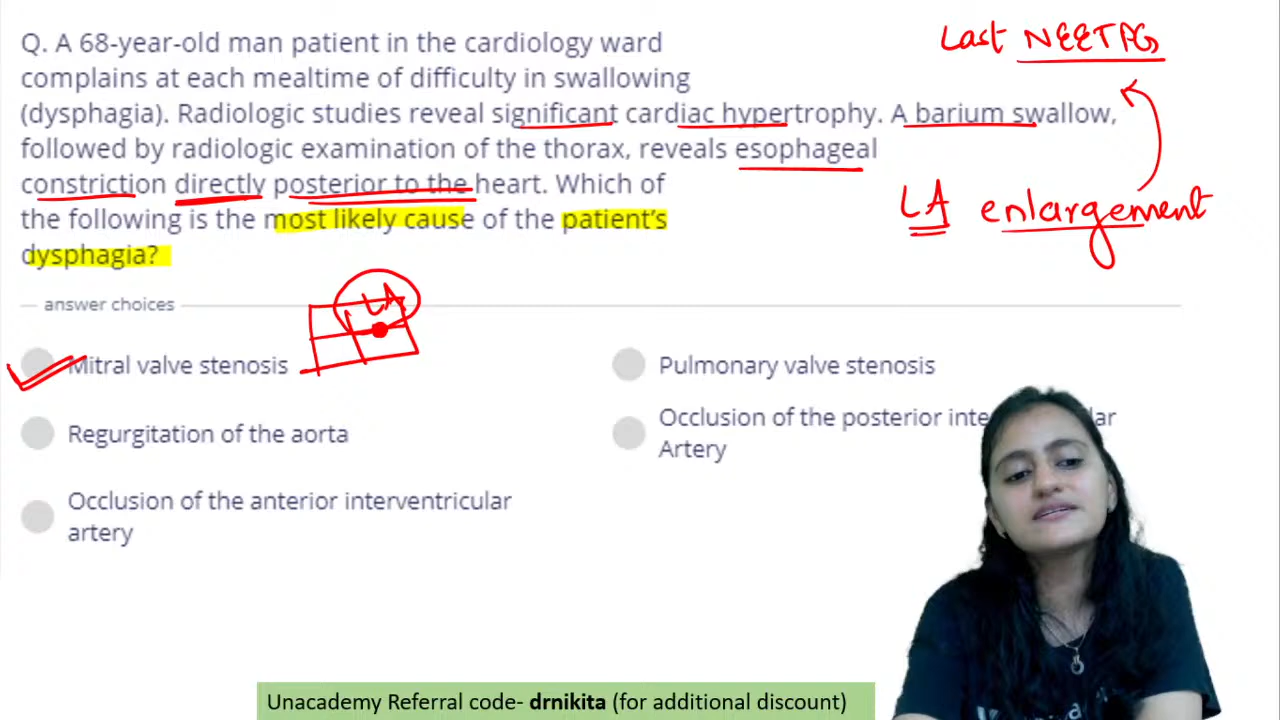 Last NEETPG
Q. A 68-year-old man patient in the cardiology ward
complains at each mealtime of difficulty in swallowing
(dysphagia). Radiologic studies reveal significant cardiac hypertrophy. A barium swallow,
followed by radiologic examination of the thorax, reveals esophageal
constriction directly posterior to the heart. Which of
the following is the most likely cause of the patient's
dysphagia?
LA enlargement
answer choices
LA
Mitral valve stenosis
Pulmonary valve stenosis
Regurgitation of the aorta
Occlusion of the posterior inte ar
Artery
Occlusion of the anterior interventricular
artery
Unacademy Referral code- drnikita (for additional discount)